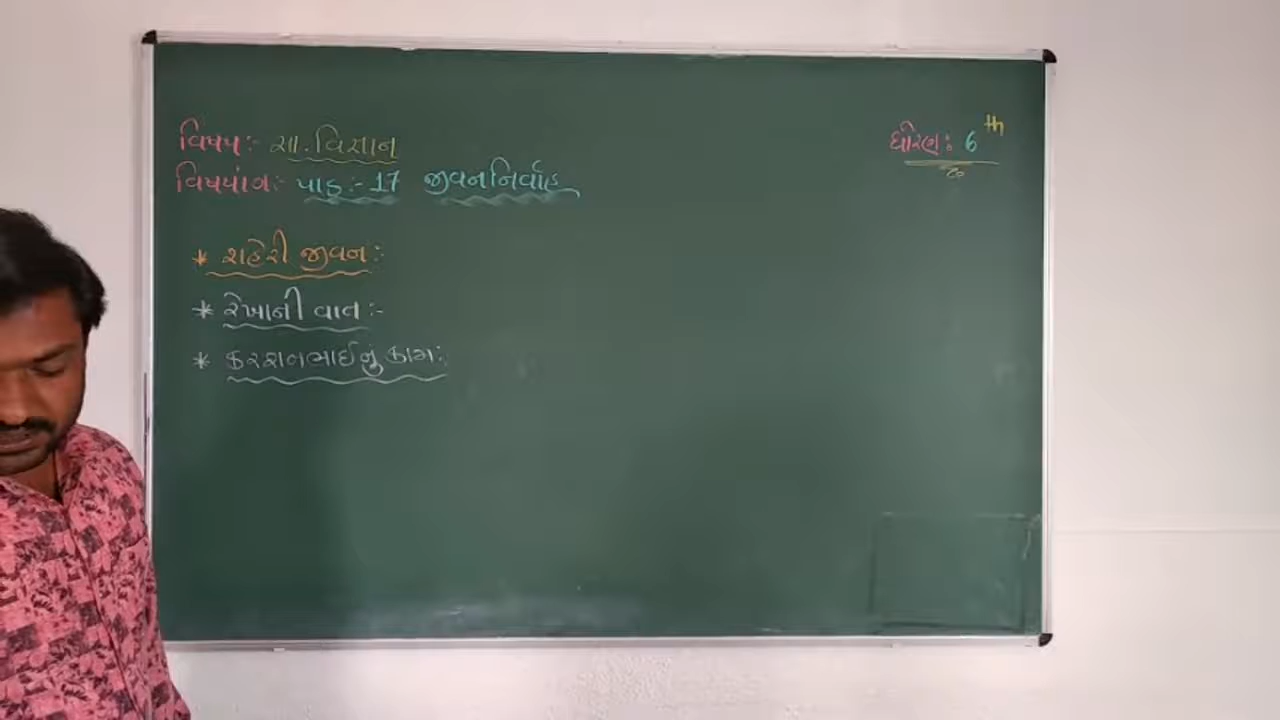 વિષય:- સા.વિજ્ઞાન
ધોરણ: 6th
વિષયાંગ:- પાઠ:- 17 જીવનનિર્વાહ
* શહેરી જીવન:-
* રેખાની વાત:-
* કરશનભાઈનું કામ: